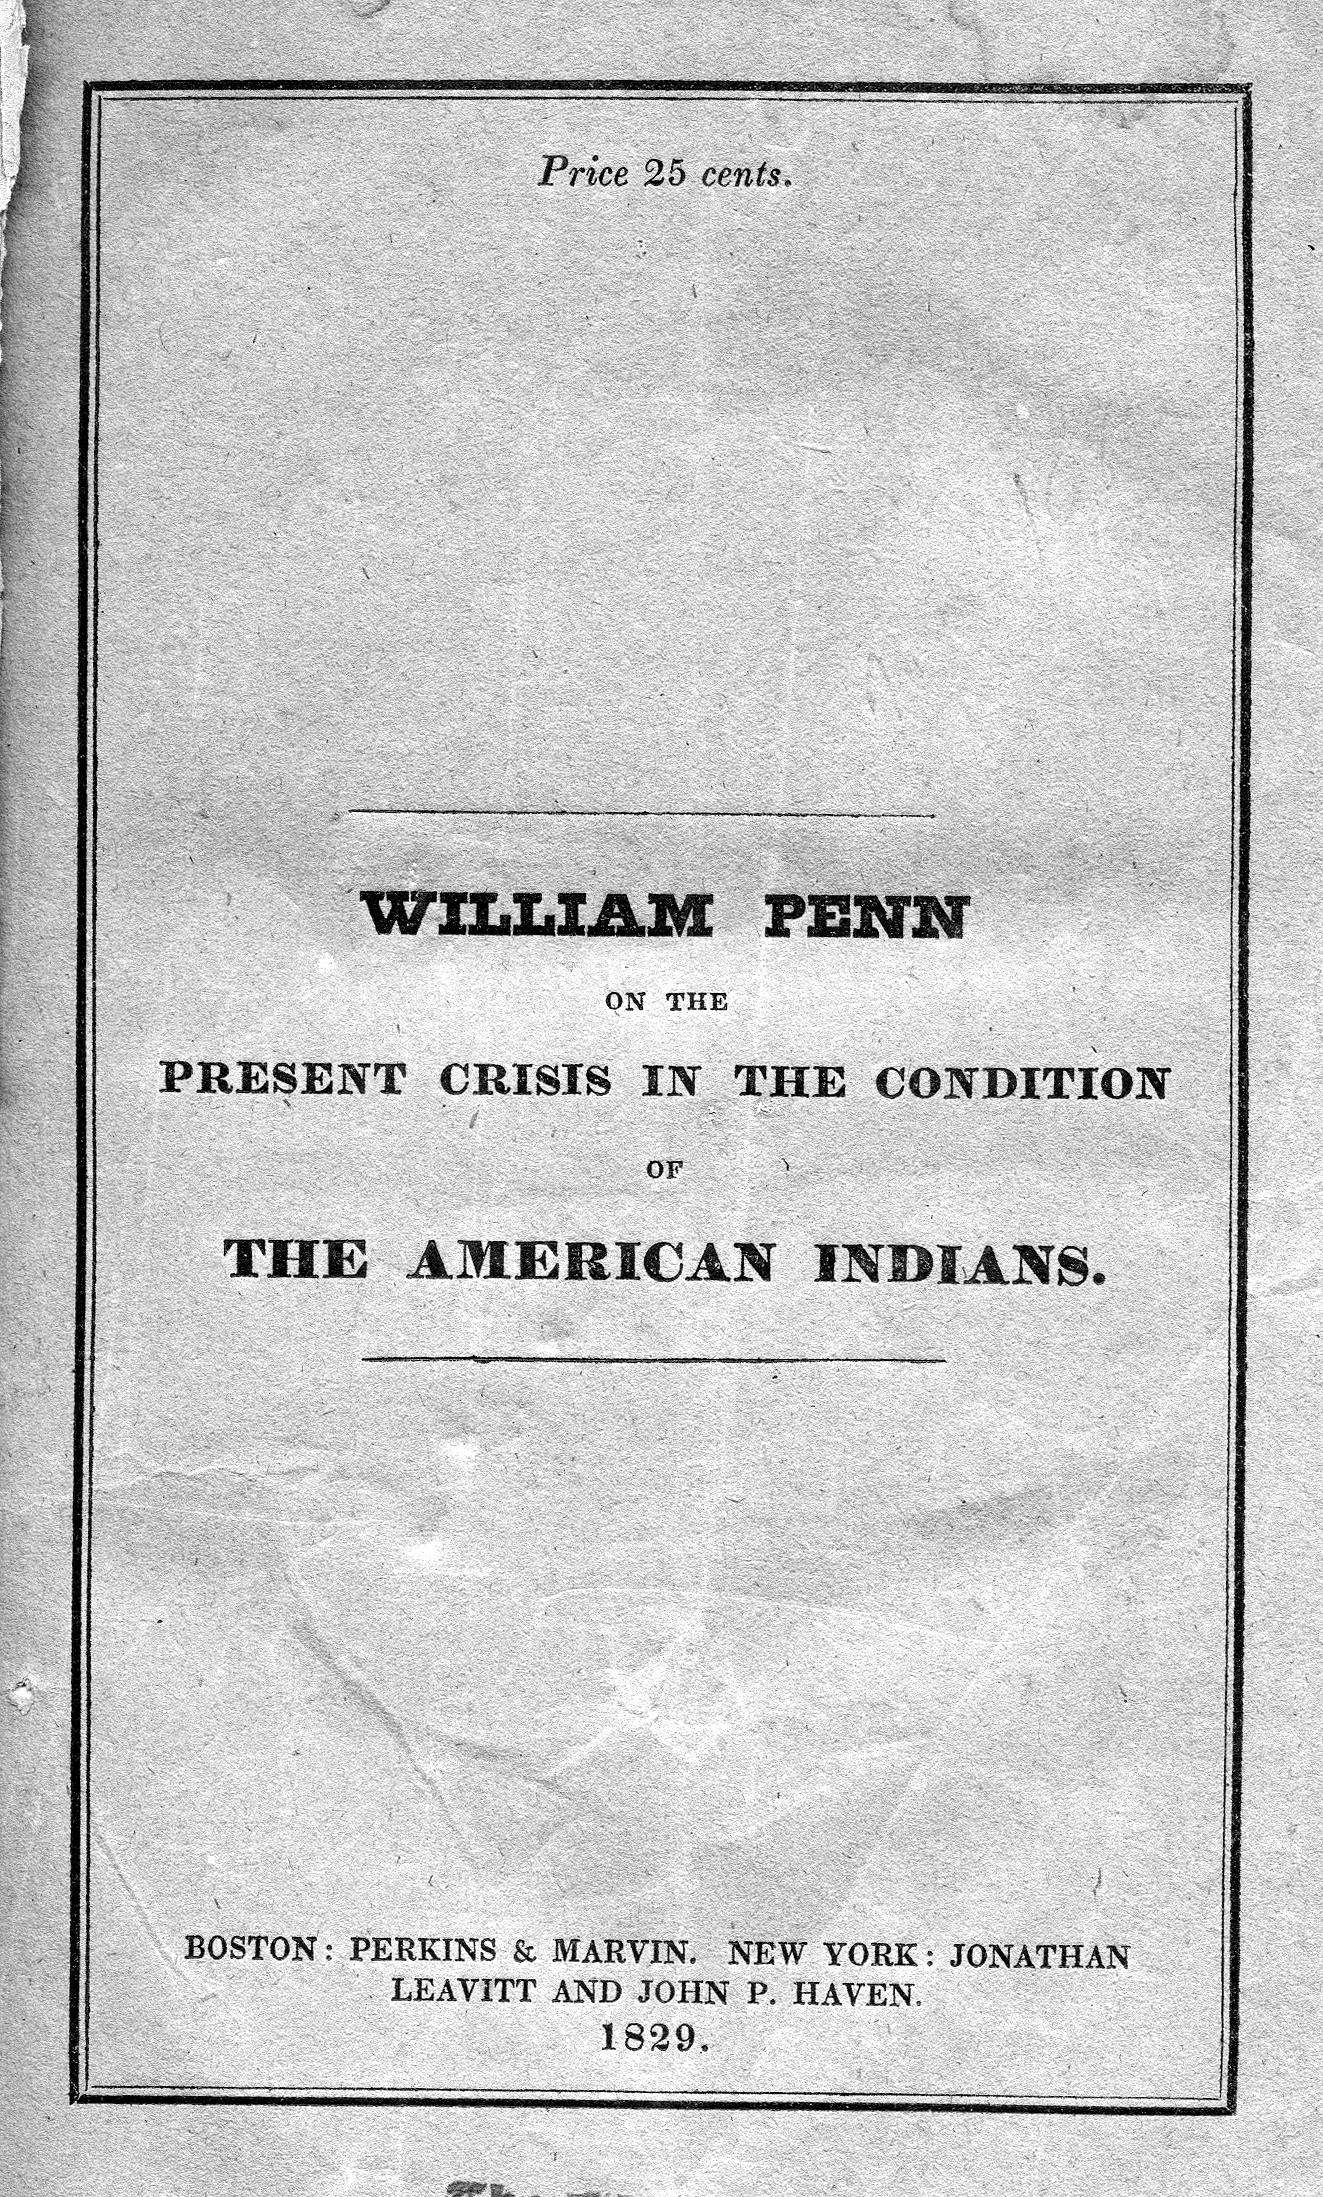 Price 25 cents.
WILLIAM PENN
ON THE
PRESENT CRISIS IN THE CONDITION
OF
THE AMERICAN INDIANS.
BOSTON: PERKINS & MARVIN. NEW YORK: JONATHAN
LEAVITT AND JOHN P. HAVEN.
1829.